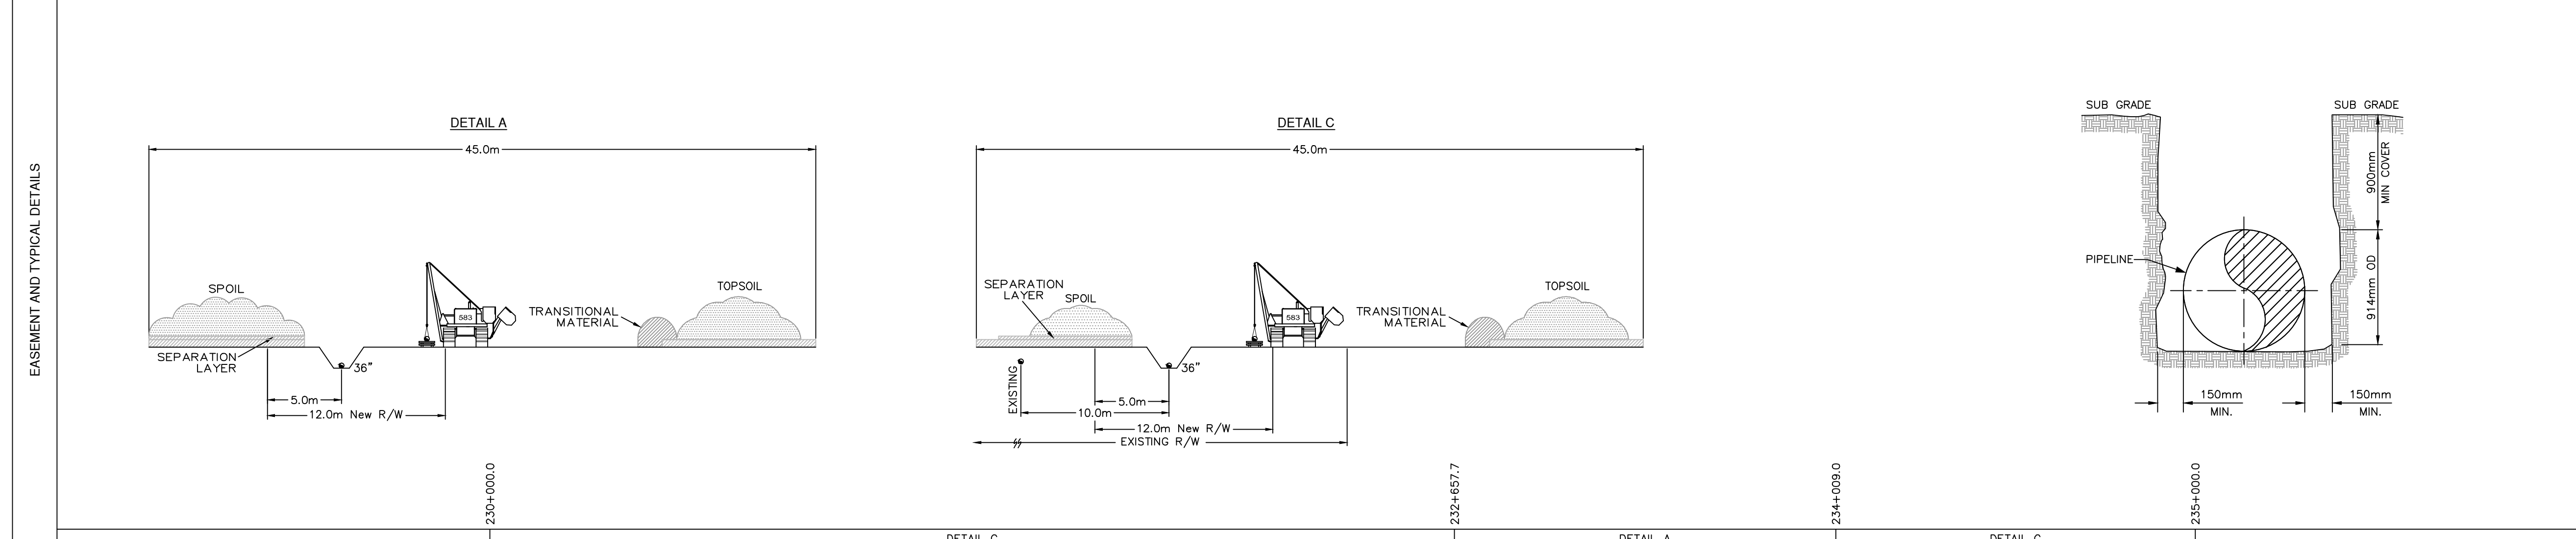 EASEMENT AND TYPICAL DETAILS
DETAIL A
45.0m
SPOIL
583
TRANSITIONAL
MATERIAL
TOPSOIL
SEPARATION
LAYER
36"
5.0m
12.0m New R/W
DETAIL C
45.0m
SEPARATION
LAYER
SPOIL
583
TRANSITIONAL
MATERIAL
TOPSOIL
EXISTING
36"
5.0m
10.0m
12.0m New R/W
EXISTING R/W
SUB GRADE
SUB GRADE
900mm
MIN COVER
PIPELINE
914mm OD
150mm
MIN.
150mm
MIN.
230+000.0
232+657.7
234+009.0
235+000.0
DETAIL C
DETAIL A
DETAIL C